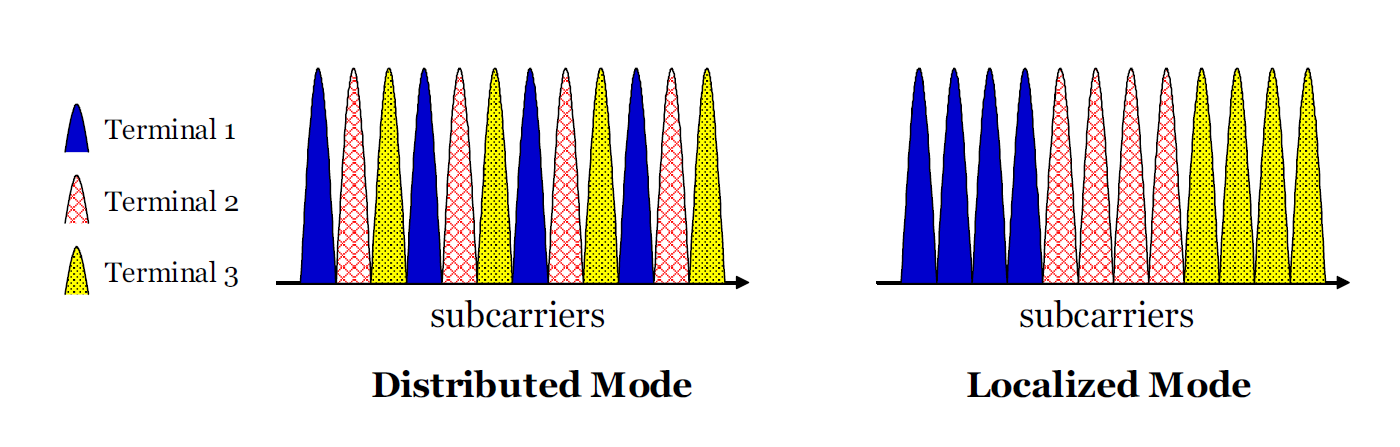 Terminal 1
Terminal 2
Terminal 3
subcarriers
Distributed Mode
subcarriers
Localized Mode